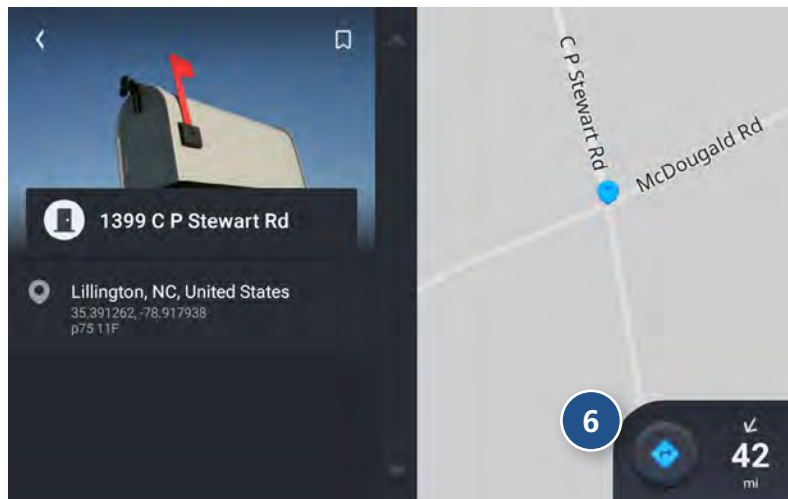 1399 C P Stewart Rd
Lillington, NC, United States
35.391262, -78.917938
p75 11F
C P Stewart Rd
McDougald Rd
6
42
mi